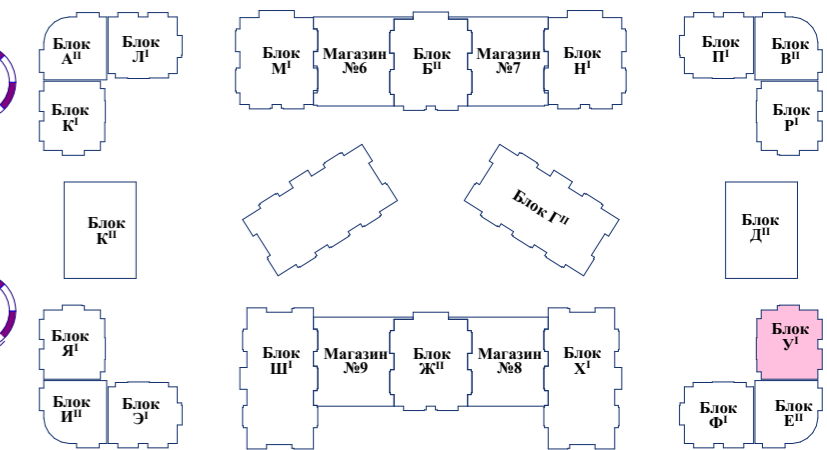 Блок
Aᴵᴵ
Блок
Лᴵ
Блок
Мᴵ
Магазин
№6
Блок
Бᴵᴵ
Магазин
№7
Блок
Нᴵ
Блок
Пᴵ
Блок
Вᴵᴵ
Блок
Кᴵ
Блок
Рᴵ
Блок
Кᴵᴵ
Блок Гᴵᴵ
Блок
Дᴵᴵ
Блок
Яᴵ
Блок
Шᴵ
Магазин
№9
Блок
Жᴵᴵ
Магазин
№8
Блок
Хᴵ
Блок
Уᴵ
Блок
Иᴵᴵ
Блок
Эᴵ
Блок
Фᴵ
Блок
Еᴵᴵ